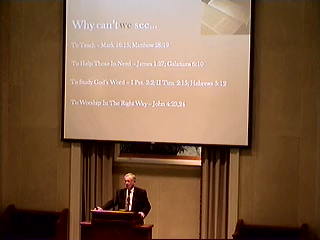 Why can't we see...
To Teach – Mark 16:15; Matthew 28:19
To Help Those In Need – James 1:27; Galatians 6:10
To Study God's Word – I Pet. 2:2; II Tim. 2:15; Hebrews 5:12
To Worship In The Right Way – John 4:23,24